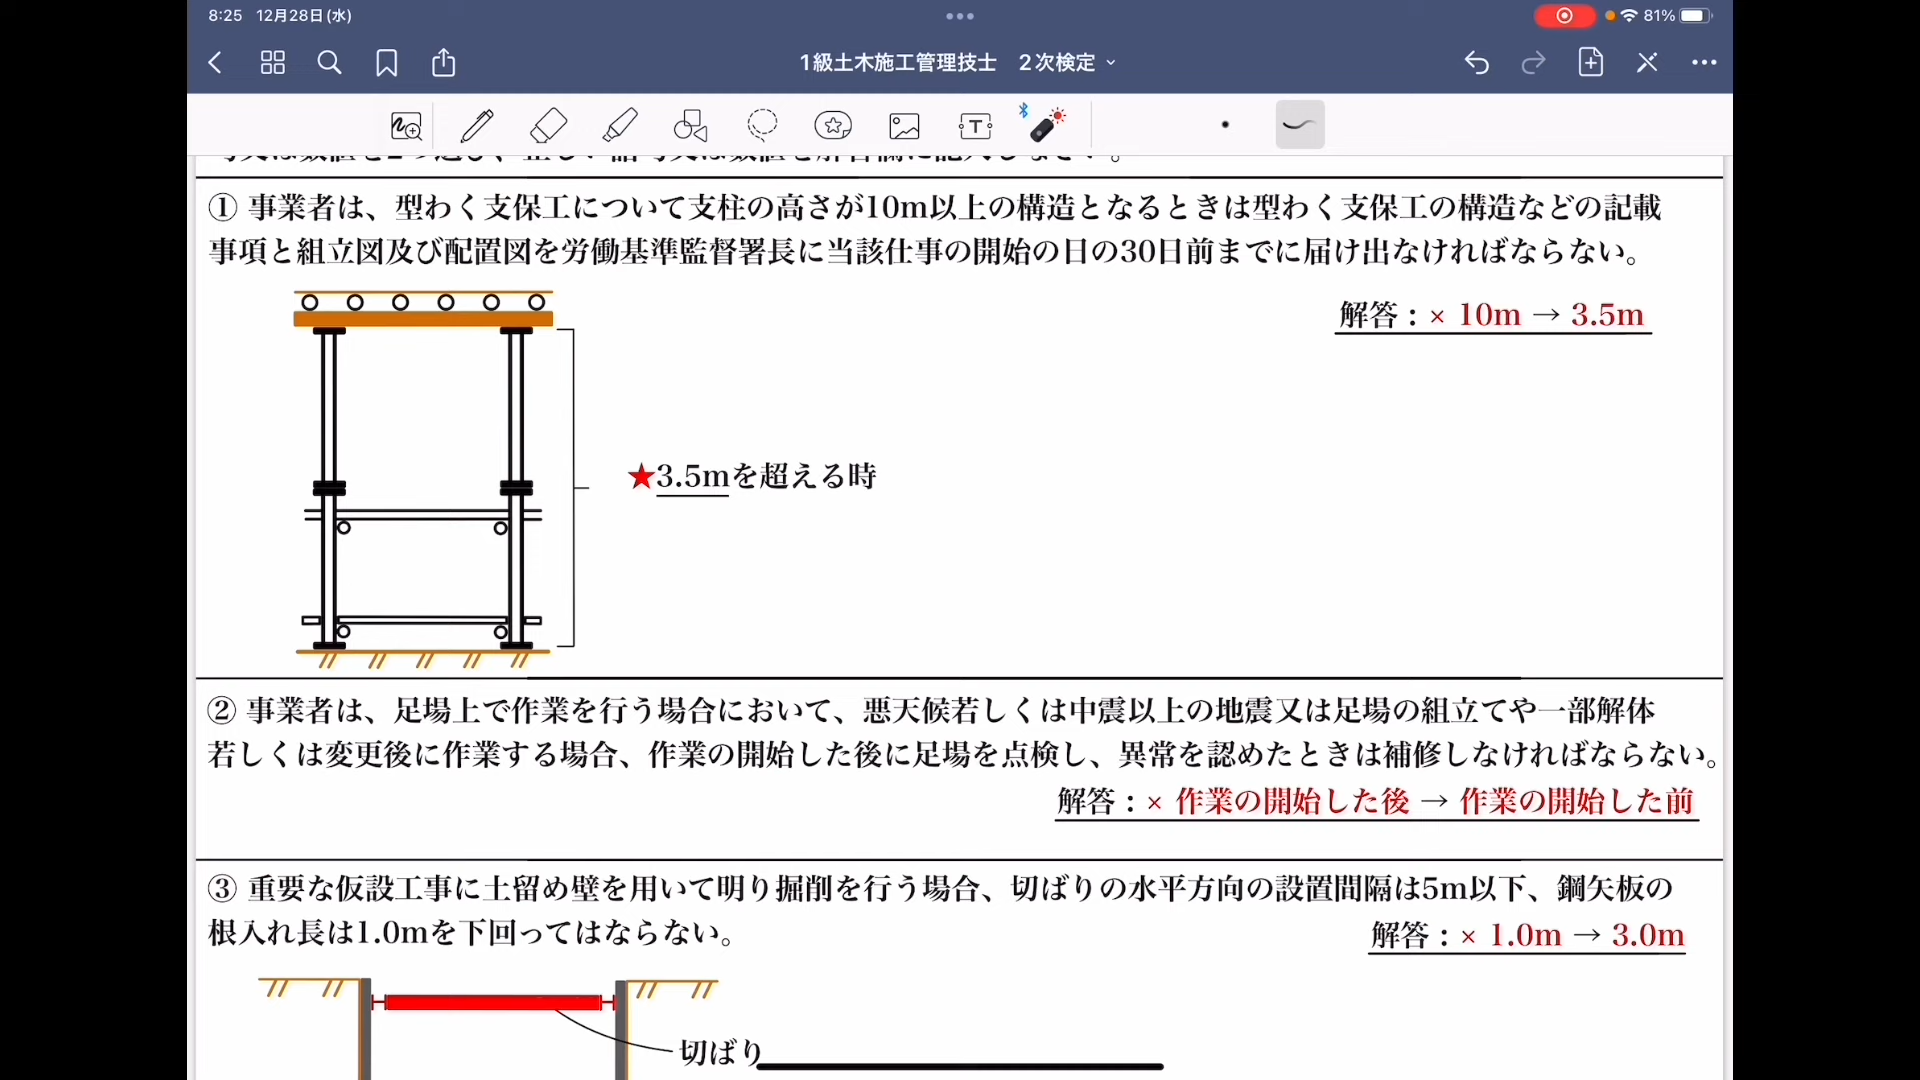 8:25 12月28日(水)
81%
1級土木施工管理技士 2次検定
① 事業者は、型わく支保工について支柱の高さが10m以上の構造となるときは型わく支保工の構造などの記載
事項と組立図及び配置図を労働基準監督署長に当該仕事の開始の日の30日前までに届け出なければならない。
解答：× 10m → 3.5m
★3.5mを超える時
② 事業者は、足場上で作業を行う場合において、悪天候若しくは中震以上の地震又は足場の組立てや一部解体
若しくは変更後に作業する場合、作業の開始した後に足場を点検し、異常を認めたときは補修しなければならない。
解答：× 作業の開始した後 → 作業の開始した前
③ 重要な仮設工事に土留め壁を用いて明り掘削を行う場合、切ばりの水平方向の設置間隔は5m以下、鋼矢板の
根入れ長は1.0mを下回ってはならない。
解答：× 1.0m → 3.0m
切ばり